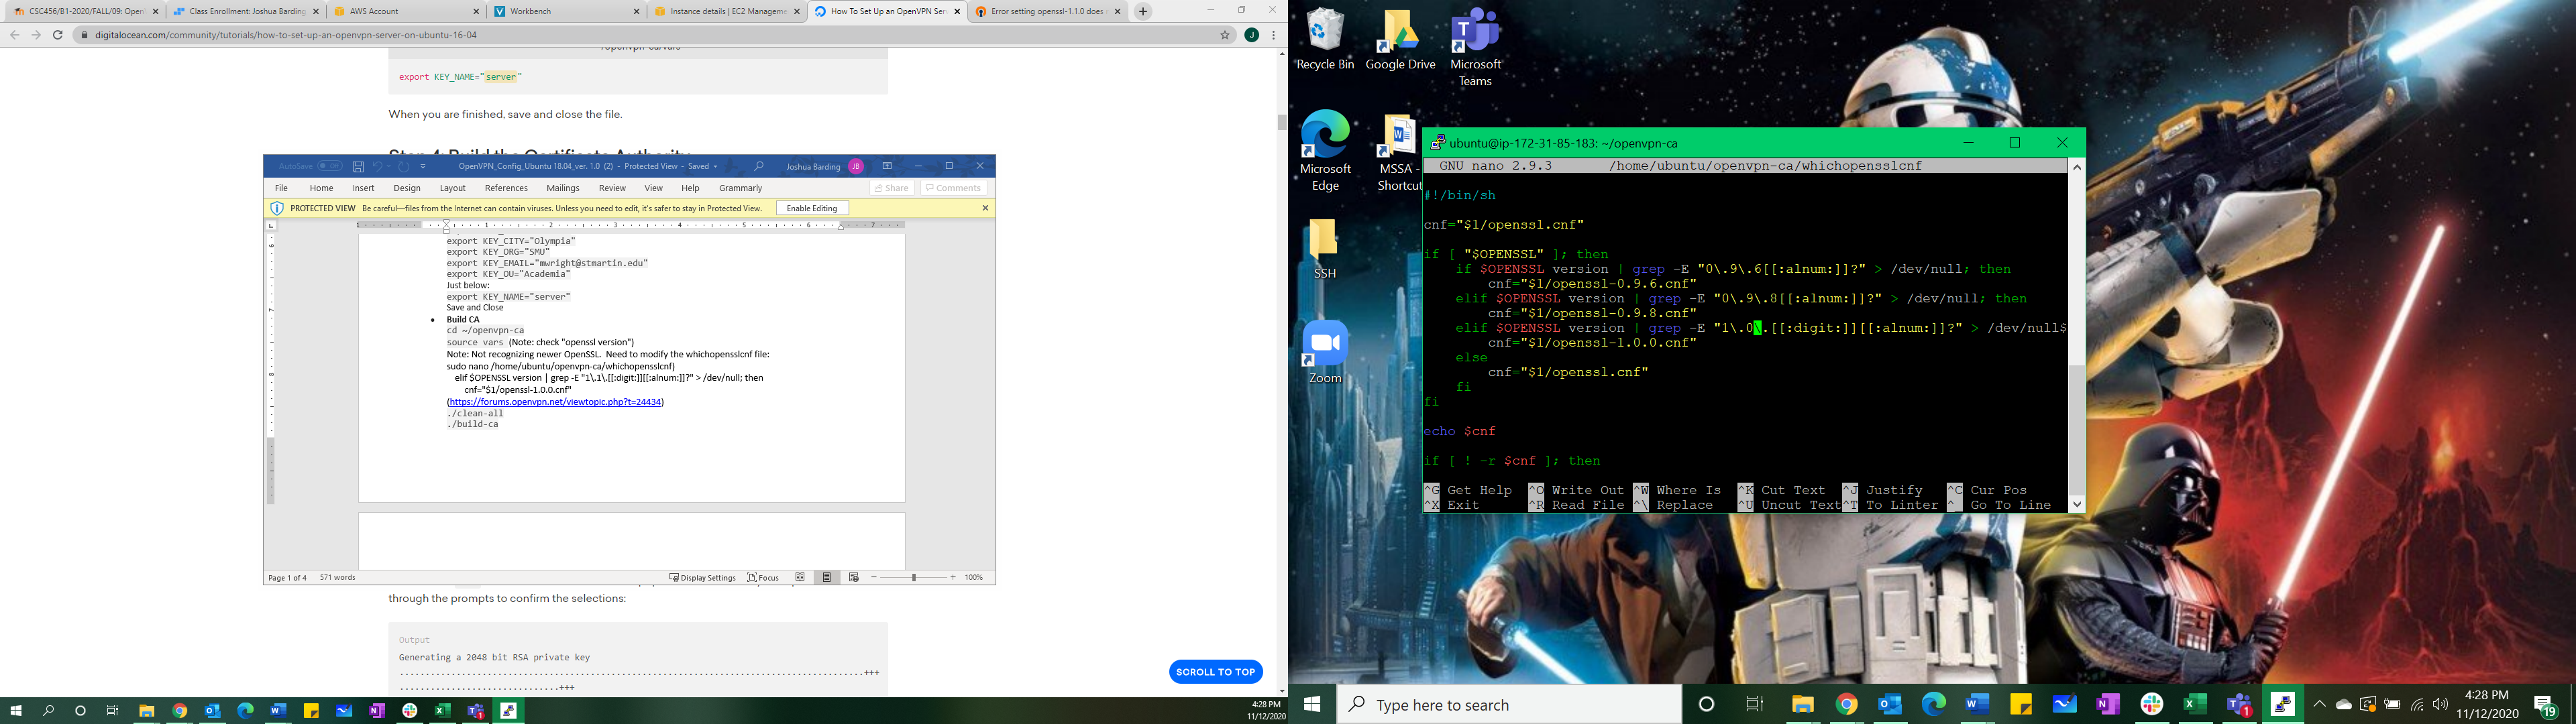 CSC456/B1-2020/FALL/09: OpenV
Class Enrollment: Joshua Barding
AWS Account
Workbench
Instance details | EC2 Manageme
How To Set Up an OpenVPN Serv
Error setting openssl-1.1.0 does
digitalocean.com/community/tutorials/how-to-set-up-an-openvpn-server-on-ubuntu-16-04
J
export KEY_NAME="server"
When you are finished, save and close the file.
Step 4: Build the Certificate Authority
AutoSave Off
OpenVPN_Config_Ubuntu 18.04_ver. 1.0 (2) - Protected View - Saved
Joshua Barding
JB
File Home Insert Design Layout References Mailings Review View Help Grammarly
Share Comments
PROTECTED VIEW Be careful—files from the Internet can contain viruses. Unless you need to edit, it's safer to stay in Protected View.
Enable Editing
export KEY_CITY="Olympia"
export KEY_ORG="SMU"
export KEY_EMAIL="mwright@stmartin.edu"
export KEY_OU="Academia"
Just below:
export KEY_NAME="server"
Save and Close
• Build CA
cd ~/openvpn-ca
source vars (Note: check "openssl version")
Note: Not recognizing newer OpenSSL. Need to modify the whichopensslcnf file:
sudo nano /home/ubuntu/openvpn-ca/whichopensslcnf)
elif $OPENSSL version | grep -E "1\.1\.[[:digit:]][[:alnum:]]?" > /dev/null; then
cnf="$1/openssl-1.0.0.cnf"
(https://forums.openvpn.net/viewtopic.php?t=24434)
./clean-all
./build-ca
Page 1 of 4 571 words
Display Settings Focus
100%
through the prompts to confirm the selections:
Output
Generating a 2048 bit RSA private key
SCROLL TO TOP
4:28 PM
11/12/2020
Recycle Bin
Google Drive
Microsoft
Teams
Microsoft
Edge
MSSA -
Shortcut
SSH
Zoom
ubuntu@ip-172-31-85-183: ~/openvpn-ca
GNU nano 2.9.3 /home/ubuntu/openvpn-ca/whichopensslcnf
#!/bin/sh
cnf="$1/openssl.cnf"
if [ "$OPENSSL" ]; then
if $OPENSSL version | grep -E "0\.9\.6[[:alnum:]]?" > /dev/null; then
cnf="$1/openssl-0.9.6.cnf"
elif $OPENSSL version | grep -E "0\.9\.8[[:alnum:]]?" > /dev/null; then
cnf="$1/openssl-0.9.8.cnf"
elif $OPENSSL version | grep -E "1\.0\.[[:digit:]][[:alnum:]]?" > /dev/null$
cnf="$1/openssl-1.0.0.cnf"
else
cnf="$1/openssl.cnf"
fi
fi
echo $cnf
if [ ! -r $cnf ]; then
^G Get Help ^O Write Out ^W Where Is ^K Cut Text ^J Justify ^C Cur Pos
^X Exit ^R Read File ^\ Replace ^U Uncut Text ^T To Linter ^_ Go To Line
Type here to search
1
4:28 PM
11/12/2020
19